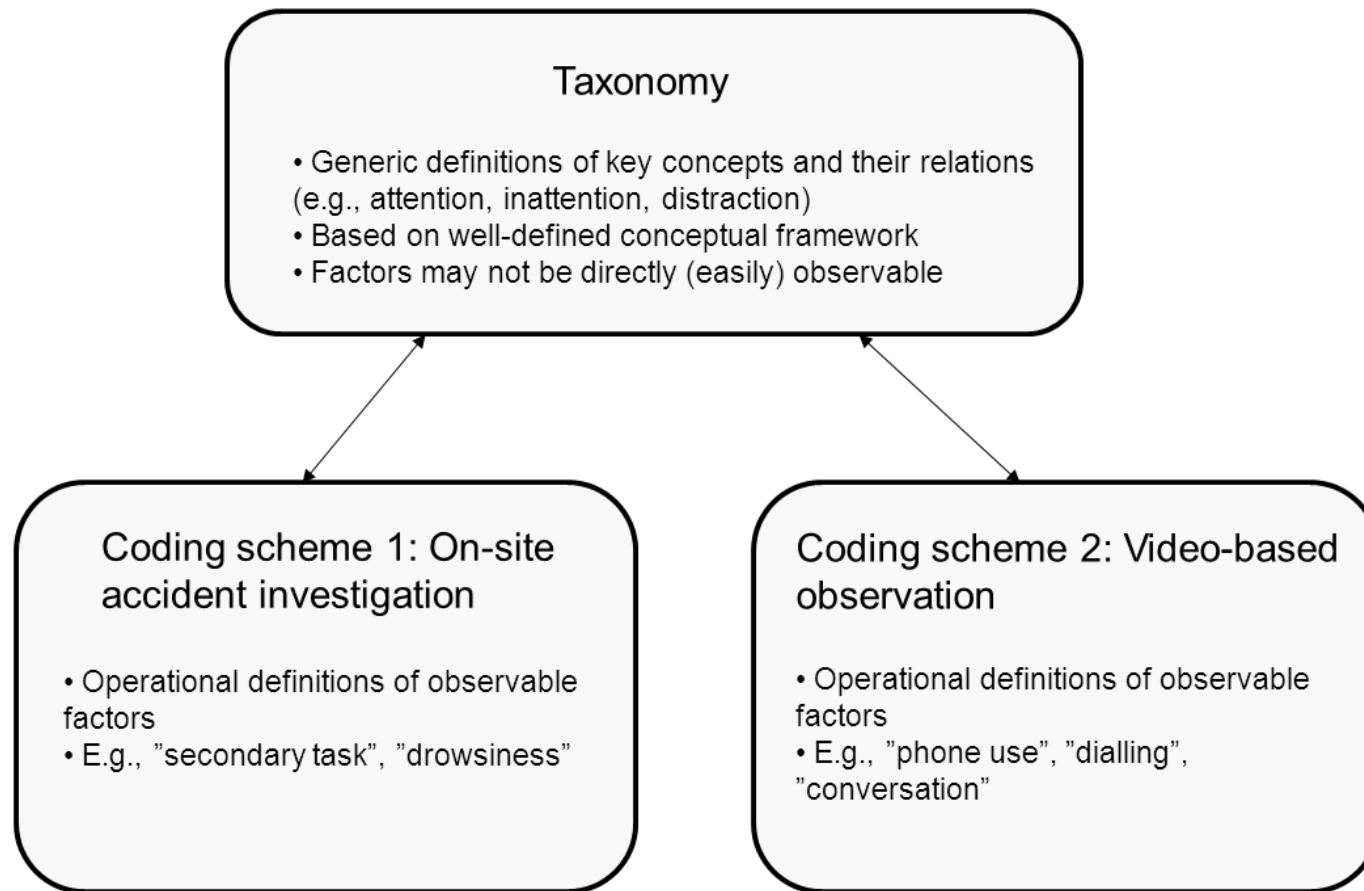 Taxonomy
• Generic definitions of key concepts and their relations
(e.g., attention, inattention, distraction)
• Based on well-defined conceptual framework
• Factors may not be directly (easily) observable
Coding scheme 1: On-site
accident investigation
• Operational definitions of observable
factors
• E.g., ”secondary task”, ”drowsiness”
Coding scheme 2: Video-based
observation
• Operational definitions of observable
factors
• E.g., ”phone use”, ”dialling”,
”conversation”